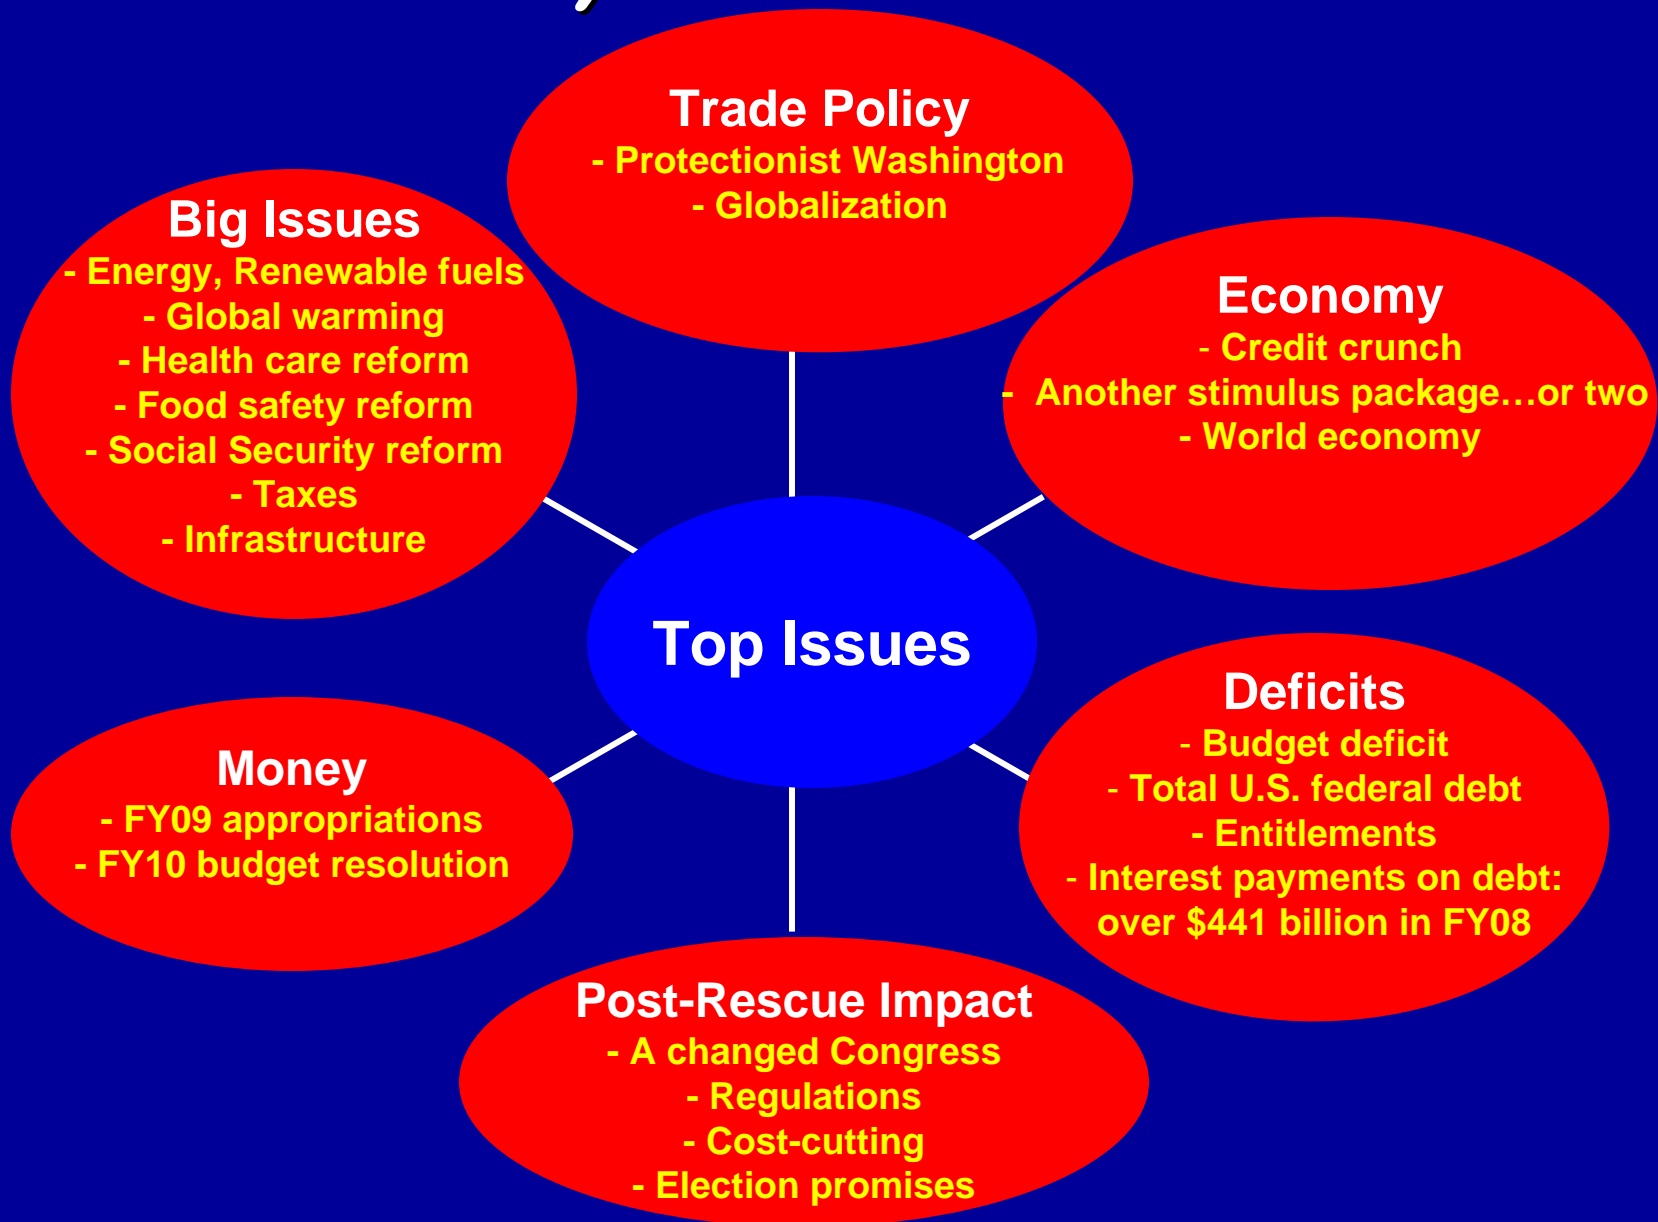 Trade Policy
- Protectionist Washington
- Globalization
Big Issues
- Energy, Renewable fuels
- Global warming
- Health care reform
- Food safety reform
- Social Security reform
- Taxes
- Infrastructure
Economy
- Credit crunch
- Another stimulus package…or two
- World economy
Top Issues
Money
- FY09 appropriations
- FY10 budget resolution
Deficits
- Budget deficit
- Total U.S. federal debt
- Entitlements
- Interest payments on debt:
over $441 billion in FY08
Post-Rescue Impact
- A changed Congress
- Regulations
- Cost-cutting
- Election promises